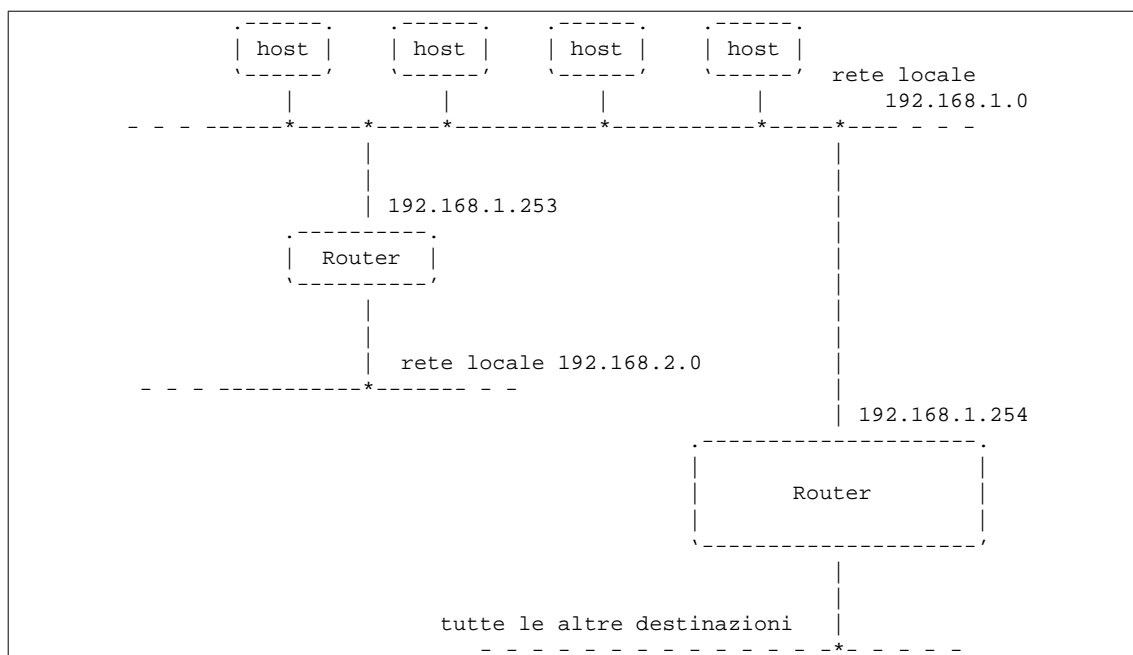 host host host host
rete locale
192.168.1.0
192.168.1.253
Router
rete locale 192.168.2.0
192.168.1.254
Router
tutte le altre destinazioni